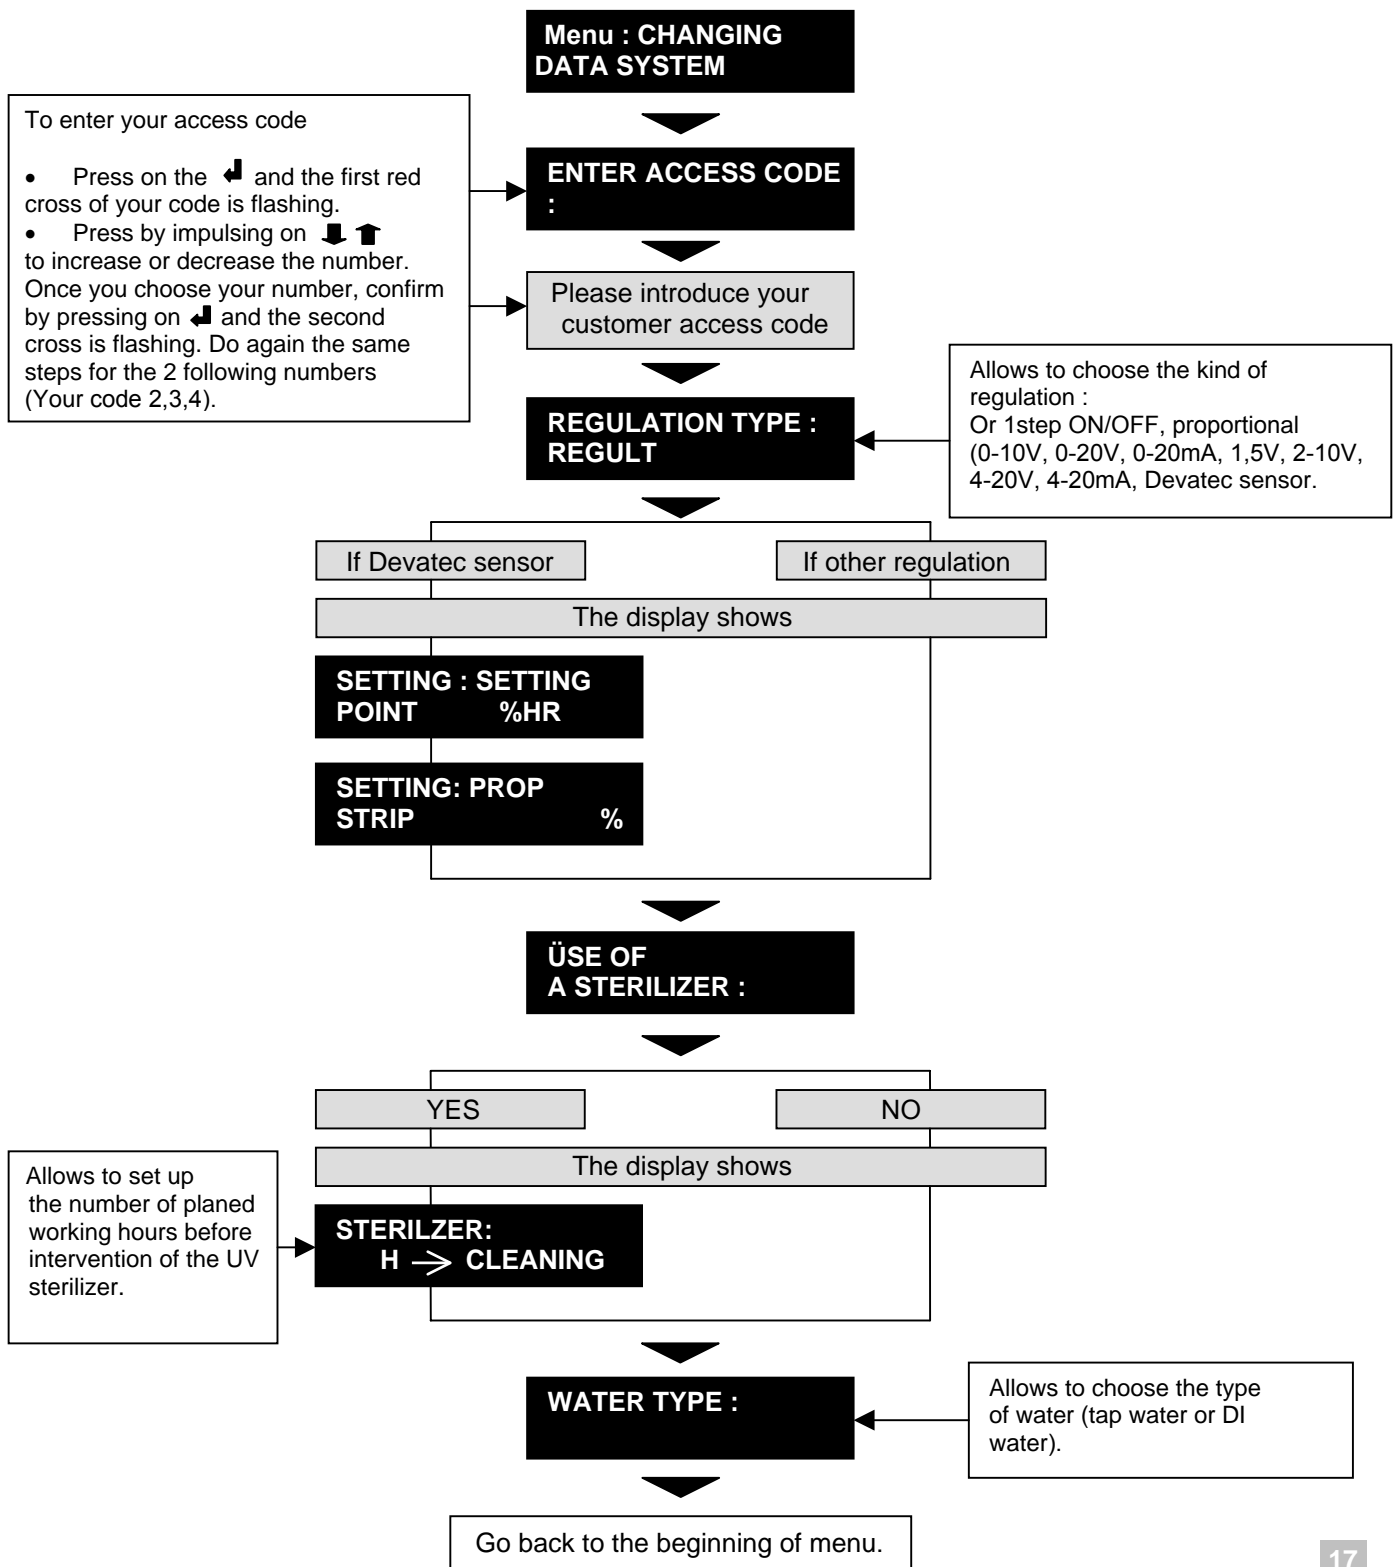 Menu : CHANGING
DATA SYSTEM
To enter your access code
• Press on the ↵ and the first red
cross of your code is flashing.
• Press by impulsing on ⬇ ⬆
to increase or decrease the number.
Once you choose your number, confirm
by pressing on ↵ and the second
cross is flashing. Do again the same
steps for the 2 following numbers
(Your code 2,3,4).
ENTER ACCESS CODE
:
Please introduce your
customer access code
REGULATION TYPE :
REGULT
Allows to choose the kind of
regulation :
Or 1step ON/OFF, proportional
(0-10V, 0-20V, 0-20mA, 1,5V, 2-10V,
4-20V, 4-20mA, Devatec sensor.
If Devatec sensor
If other regulation
The display shows
SETTING : SETTING
POINT %HR
SETTING: PROP
STRIP %
ÜSE OF
A STERILIZER :
YES
NO
The display shows
Allows to set up
the number of planed
working hours before
intervention of the UV
sterilizer.
STERILZER:
H → CLEANING
WATER TYPE :
Allows to choose the type
of water (tap water or DI
water).
Go back to the beginning of menu.
17